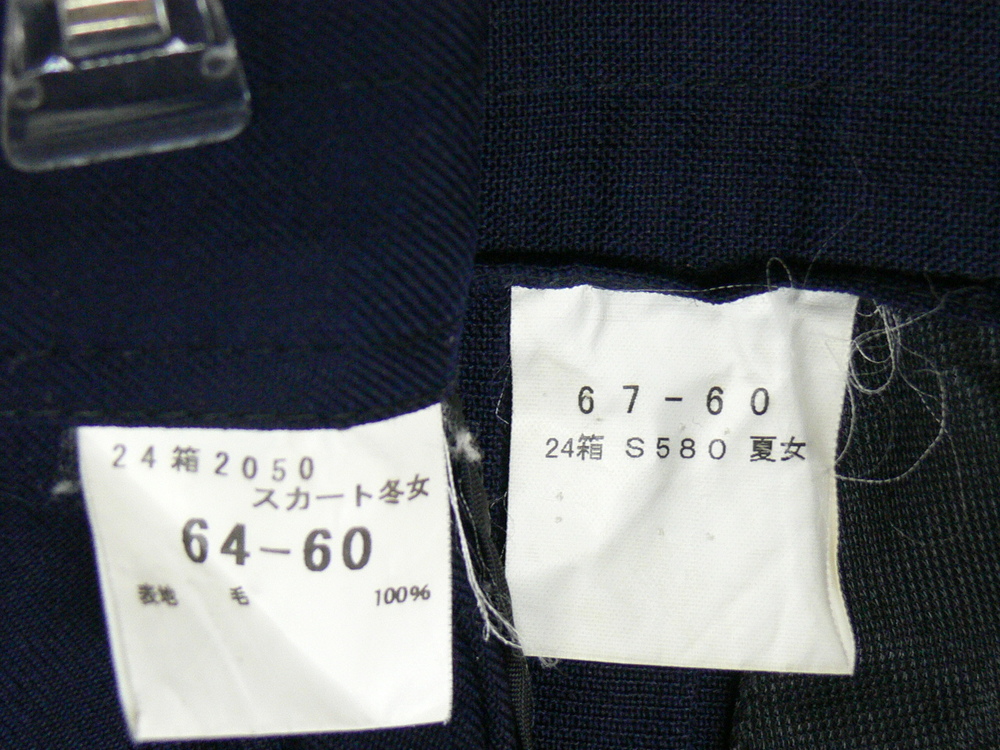 24箱2050
スカート冬女
64-60
表地 毛 100%
67-60
24箱 S580 夏女